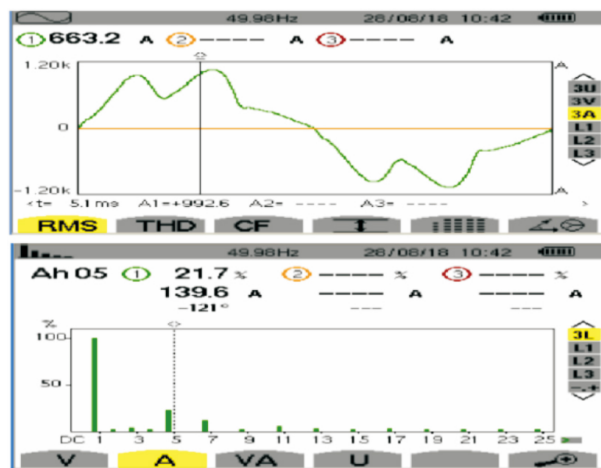 49.98Hz 28/08/18 10:42
1 663.2 A 2 ---- A 3 ---- A
1.20k A
3U
3V
0 3A
L1
L2
L3
-1.20k A
<t= 5.1ms A1=+992.6 A2= ---- A3= ---- >
RMS THD CF
49.98Hz 28/08/18 10:42
Ah 05 1 21.7 % 2 ---- % 3 ---- %
139.6 A ---- A ---- A
-121° --- ---
%
100 3L
L1
L2
50 L3
-.+
DC 1 3 5 7 9 11 13 15 17 19 21 23 25
V A VA U